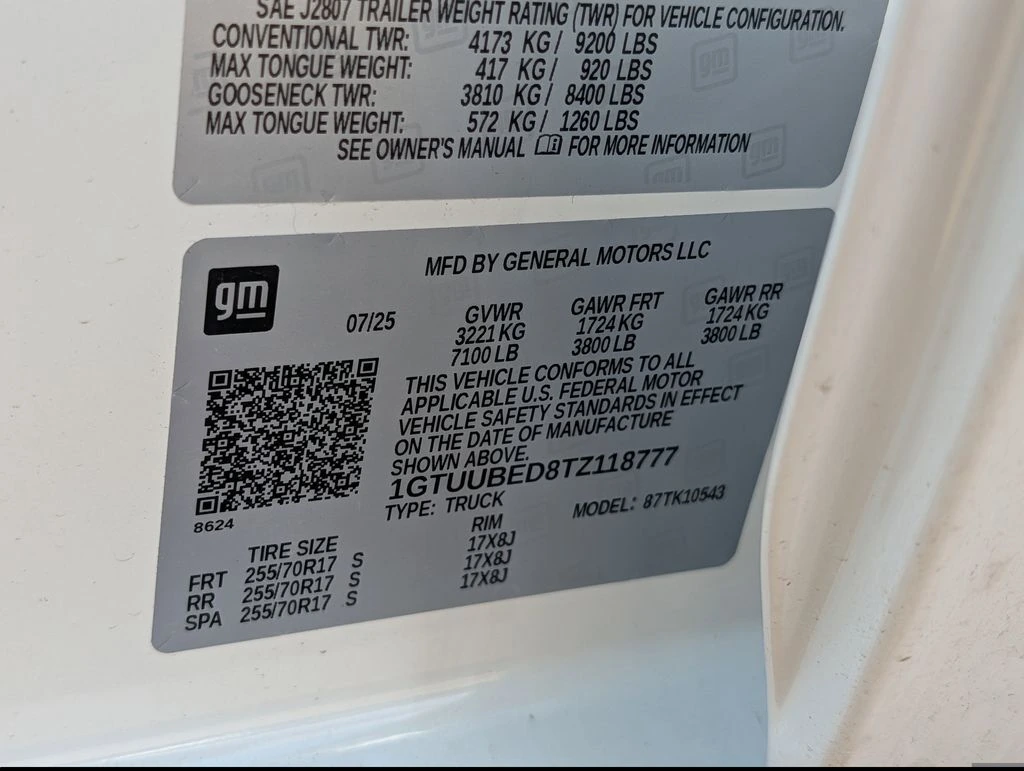 SAE J2807 TRAILER WEIGHT RATING (TWR) FOR VEHICLE CONFIGURATION.
CONVENTIONAL TWR: 4173 KG / 9200 LBS
MAX TONGUE WEIGHT: 417 KG / 920 LBS
GOOSENECK TWR: 3810 KG / 8400 LBS
MAX TONGUE WEIGHT: 572 KG / 1260 LBS
SEE OWNER'S MANUAL FOR MORE INFORMATION
MFD BY GENERAL MOTORS LLC
gm
07/25 GVWR GAWR FRT GAWR RR
3221 KG 1724 KG 1724 KG
7100 LB 3800 LB 3800 LB
THIS VEHICLE CONFORMS TO ALL
APPLICABLE U.S. FEDERAL MOTOR
VEHICLE SAFETY STANDARDS IN EFFECT
ON THE DATE OF MANUFACTURE
SHOWN ABOVE.
1GTUUBED8TZ118777
TYPE: TRUCK MODEL: 87TK10543
8624
TIRE SIZE RIM
FRT 255/70R17 S 17X8J
RR 255/70R17 S 17X8J
SPA 255/70R17 S 17X8J